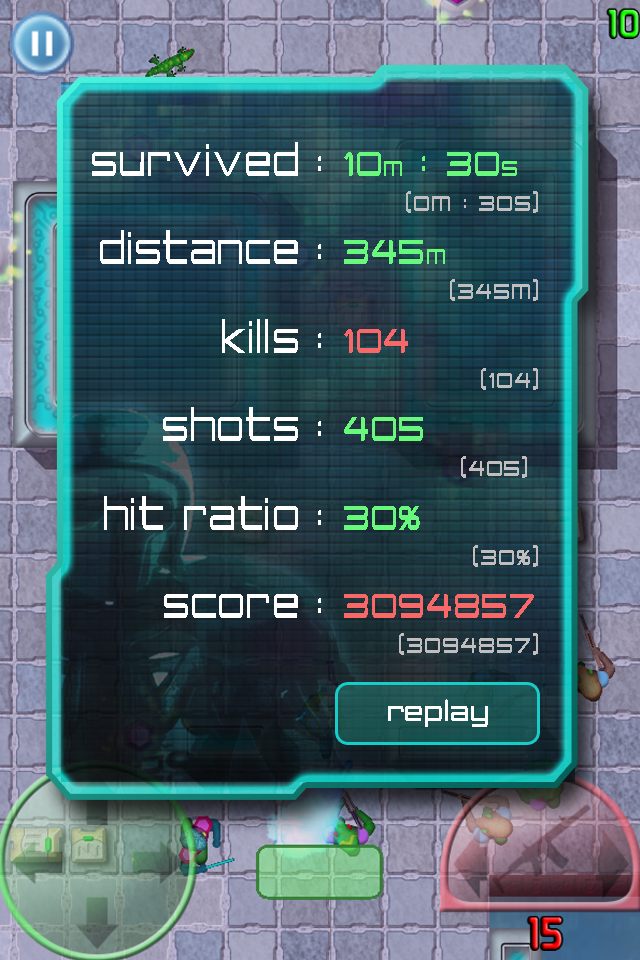 10
survived : 10m : 30s
(0m : 30s)
distance : 345m
(345m)
kills : 104
(104)
shots : 405
(405)
hit ratio : 30%
(30%)
score : 3094857
(3094857)
replay
15